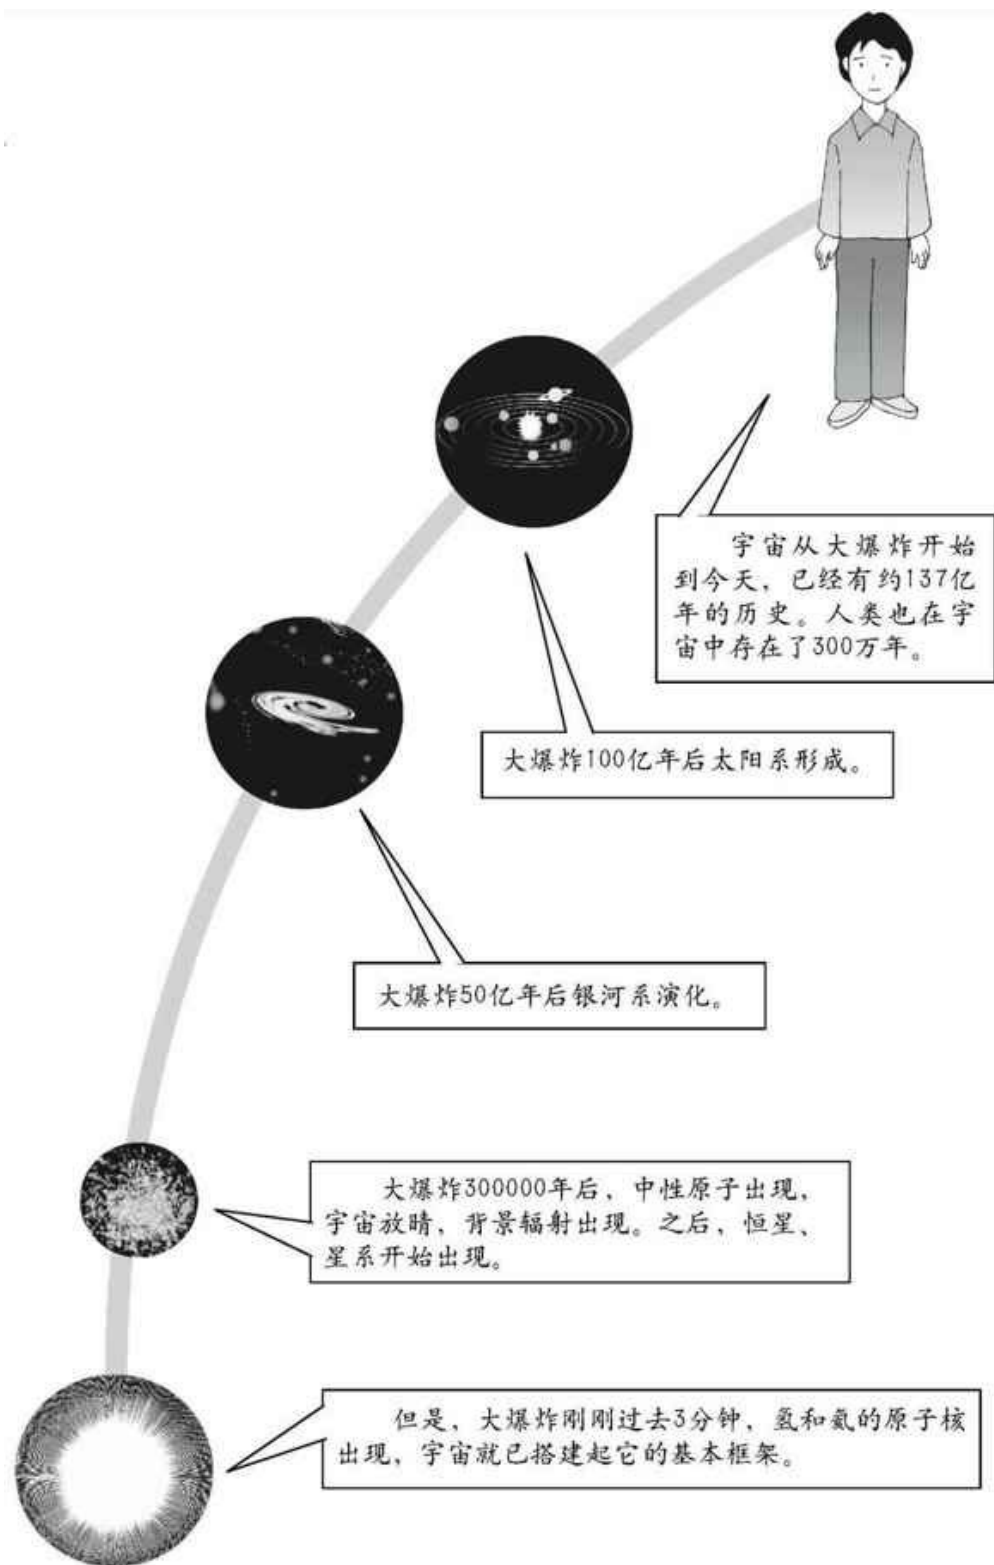 宇宙从大爆炸开始
到今天，已经有约137亿
年的历史。人类也在宇
宙中存在了300万年。
大爆炸100亿年后太阳系形成。
大爆炸50亿年后银河系演化。
大爆炸300000年后，中性原子出现，
宇宙放晴，背景辐射出现。之后，恒星、
星系开始出现。
但是，大爆炸刚刚过去3分钟，氢和氦的原子核
出现，宇宙就已搭建起它的基本框架。